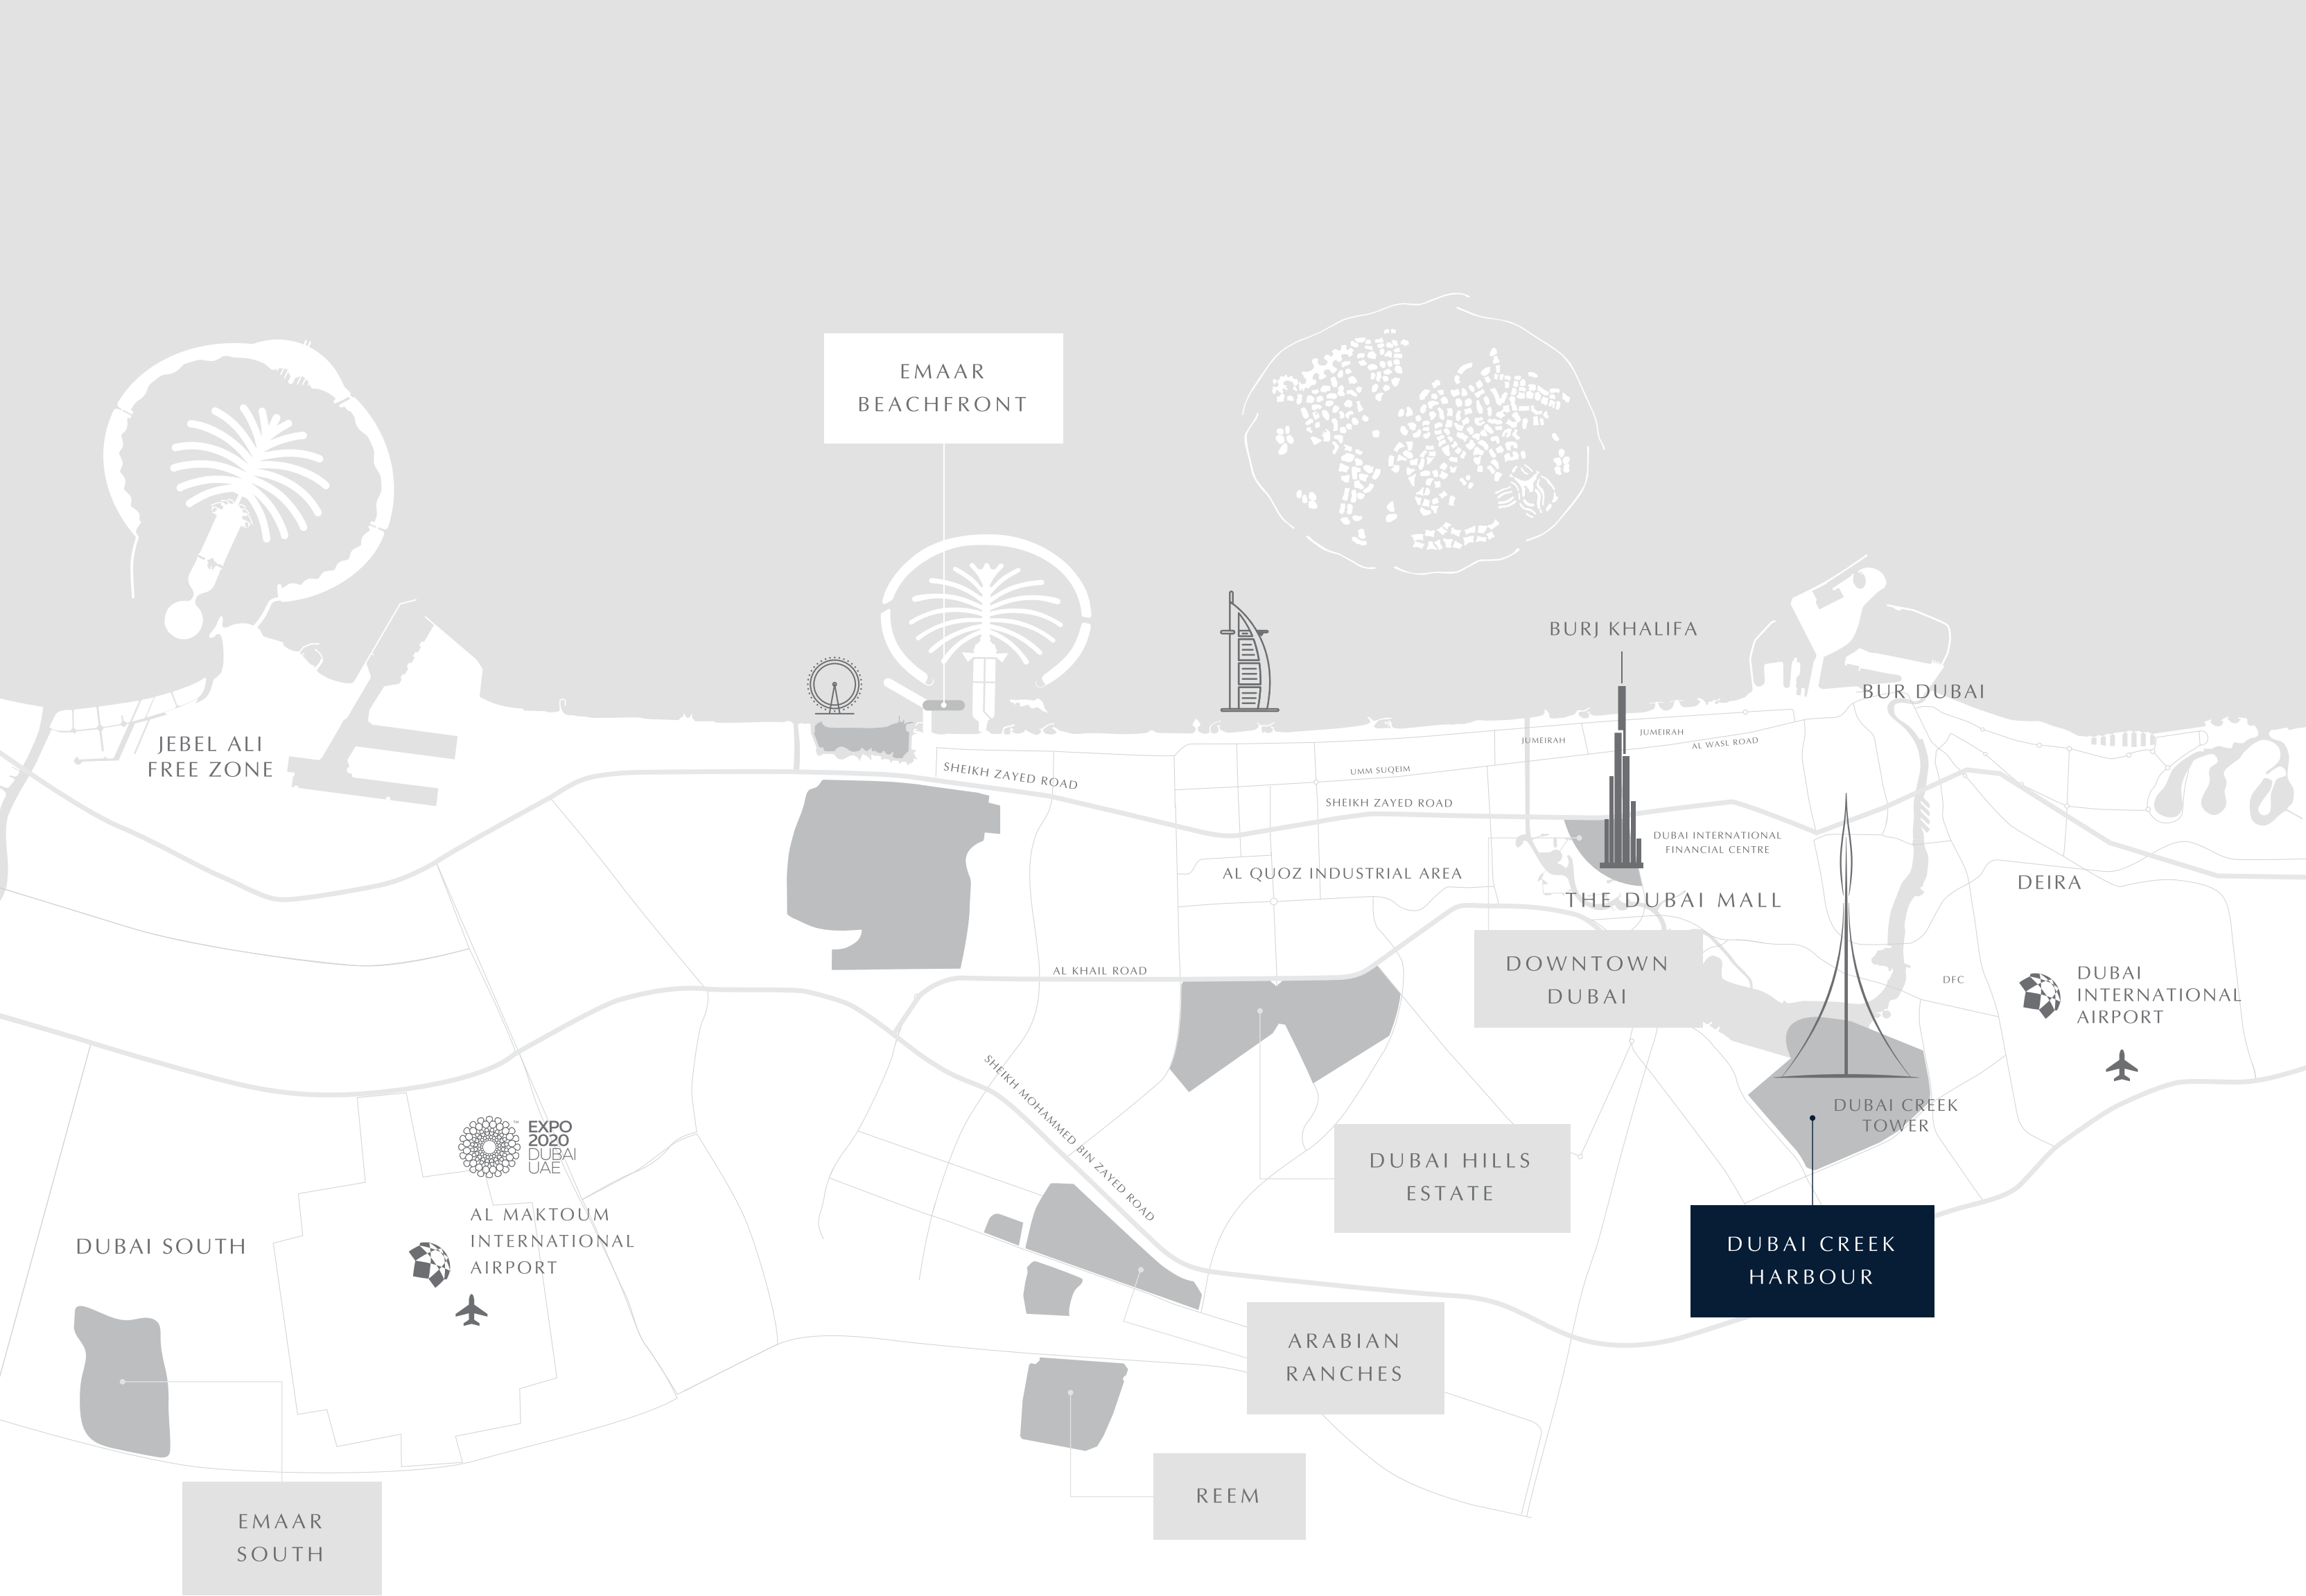 EMAAR
BEACHFRONT
BURJ KHALIFA
BUR DUBAI
JEBEL ALI
FREE ZONE
SHEIKH ZAYED ROAD
JUMEIRAH
JUMEIRAH
AL WASL ROAD
UMM SUQEIM
SHEIKH ZAYED ROAD
DUBAI INTERNATIONAL
FINANCIAL CENTRE
AL QUOZ INDUSTRIAL AREA
THE DUBAI MALL
DEIRA
DOWNTOWN
DUBAI
AL KHAIL ROAD
DFC
DUBAI
INTERNATIONAL
AIRPORT
SHEIKH MOHAMMED BIN ZAYED ROAD
DUBAI CREEK
TOWER
EXPO
2020
DUBAI
UAE
™
DUBAI HILLS
ESTATE
AL MAKTOUM
INTERNATIONAL
AIRPORT
DUBAI SOUTH
DUBAI CREEK
HARBOUR
ARABIAN
RANCHES
REEM
EMAAR
SOUTH